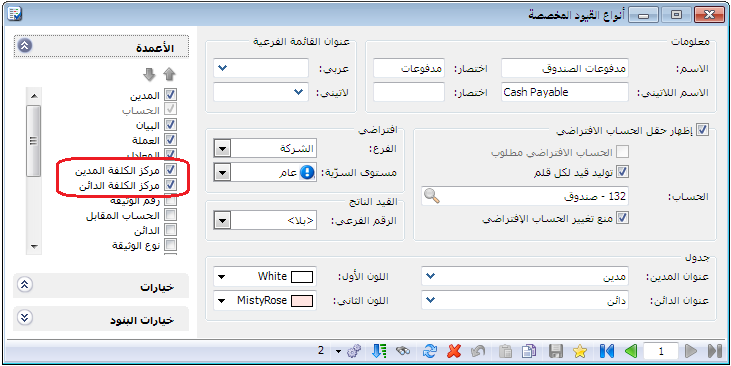 أنواع القيود المخصصة
معلومات
الاسم: مدفوعات الصندوق اختصار: مدفوعات
الاسم اللاتيني: Cash Payable اختصار:
عنوان القائمة الفرعية
عربي:
لاتيني:
إظهار حقل الحساب الافتراضي
الحساب الافتراضي مطلوب
توليد قيد لكل قلم
الحساب: 132 - صندوق
منع تغيير الحساب الافتراضي
افتراضي
الفرع: الشركة
مستوى السرّية: عام
القيد الناتج
الرقم الفرعي: <بلا>
جدول
عنوان المدين: مدين
اللون الأول: White
عنوان الدائن: دائن
اللون الثاني: MistyRose
الأعمدة
المدين
الحساب
البيان
العملة
المعادل
مركز الكلفة المدين
مركز الكلفة الدائن
رقم الوثيقة
الحساب المقابل
الدائن
نوع الوثيقة
خيارات
خيارات البنود
1
2